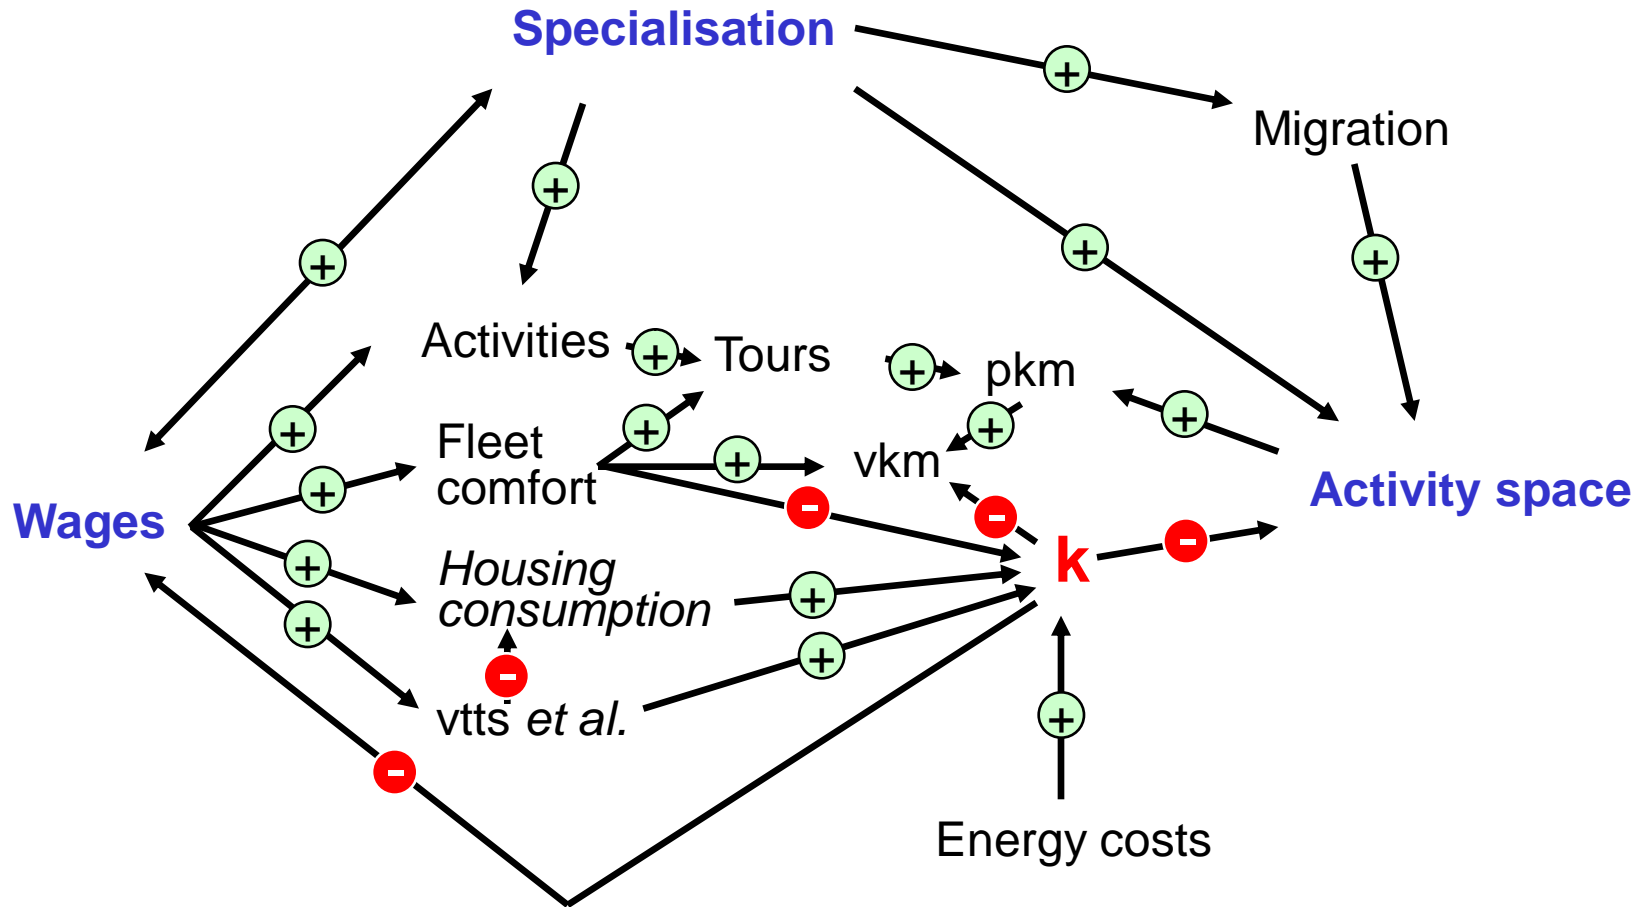 Specialisation
+
Migration
+
+
+
+
Activities
+
Tours
+
pkm
+
+
+
Fleet
comfort
+
+
+
vkm
-
-
Wages
Activity space
+
Housing
consumption
+
k
-
+
-
vtts et al.
+
+
-
Energy costs